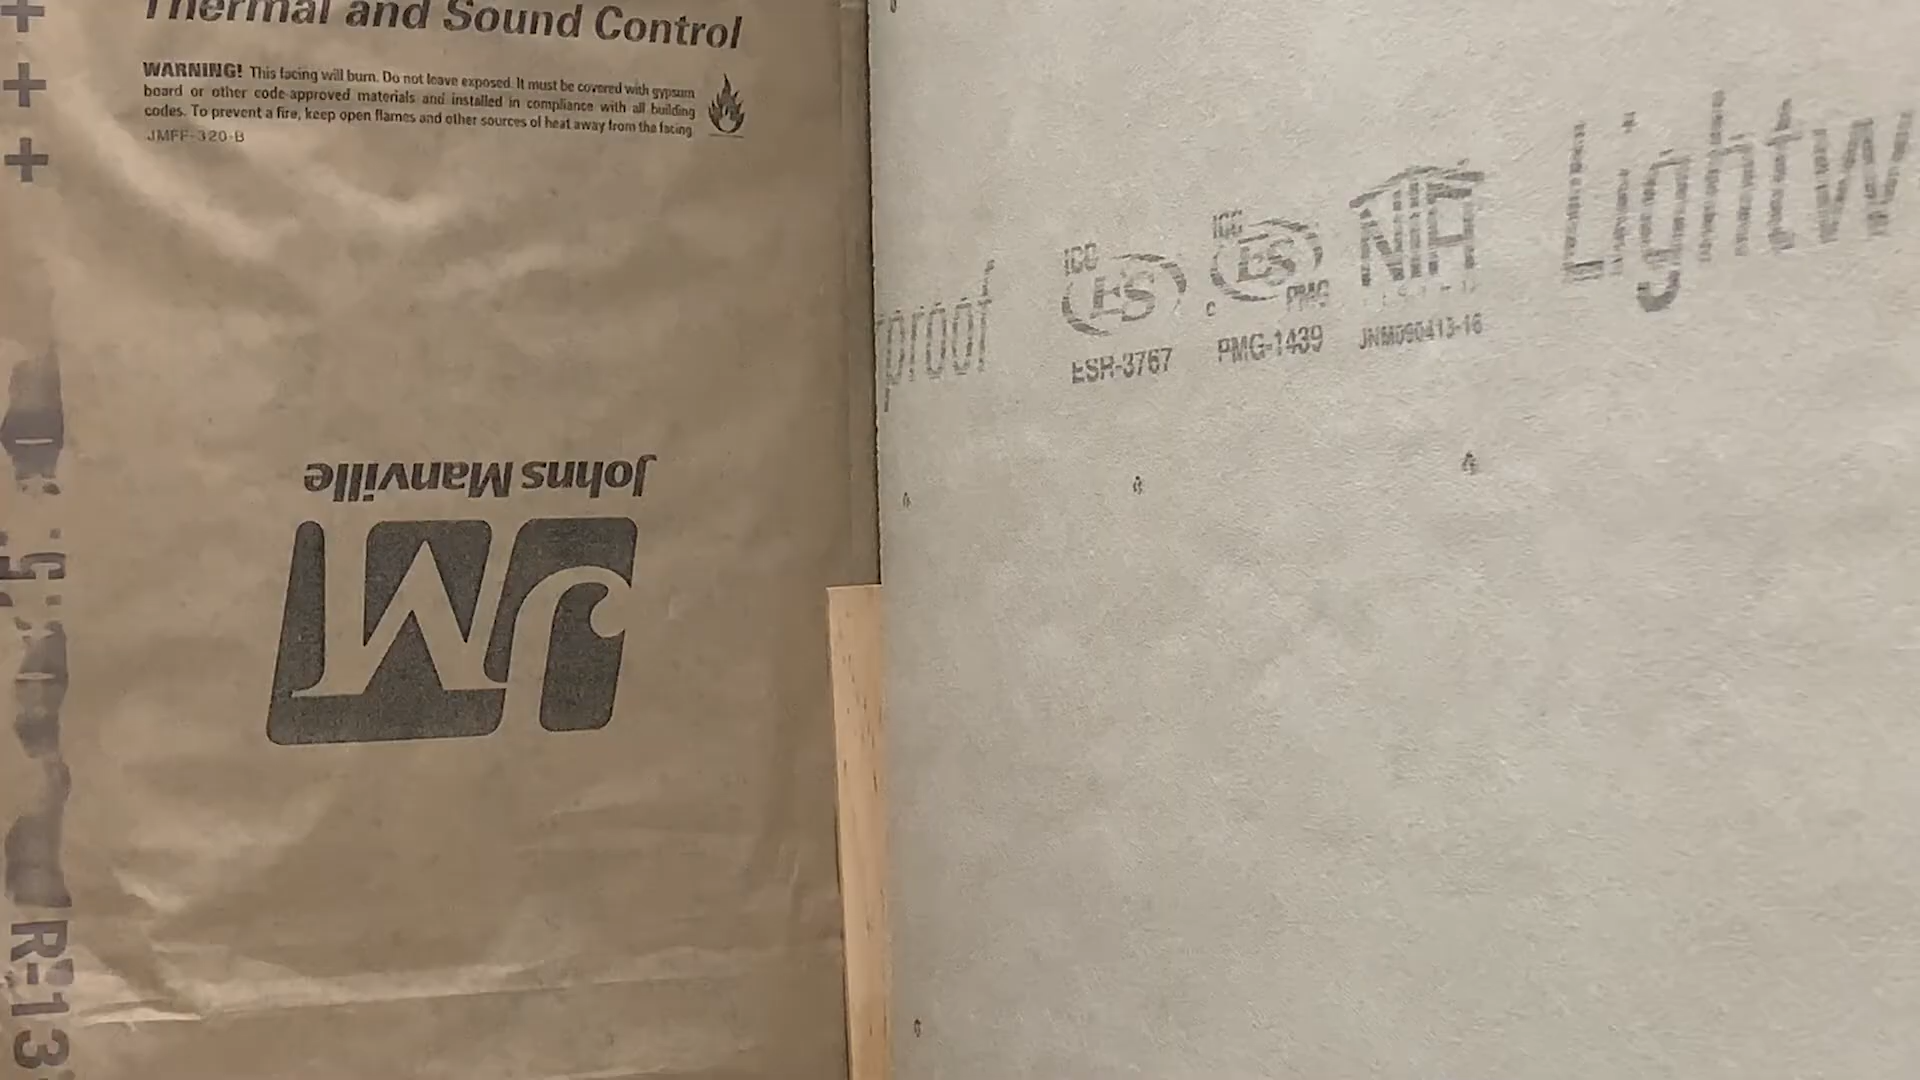 Thermal and Sound Control
WARNING! This facing will burn. Do not leave exposed. It must be covered with gypsum
board or other code-approved materials and installed in compliance with all building
codes. To prevent a fire, keep open flames and other sources of heat away from the facing
JMFF-320-B
Johns Manville
JM
R-13
proof
ICC
ES
ESR-3767
ICC
ES
C
PMG
PMG-1439
JNM090413-16
Lightw